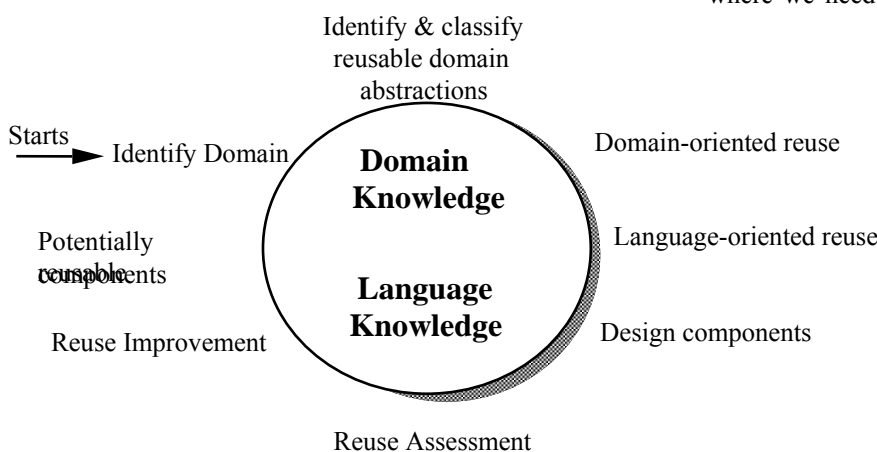 where we need
Identify & classify
reusable domain
abstractions
Starts
Identify Domain
Domain
Knowledge
Domain-oriented reuse
Language-oriented reuse
Potentially
reusable
components
Language
Knowledge
Design components
Reuse Improvement
Reuse Assessment